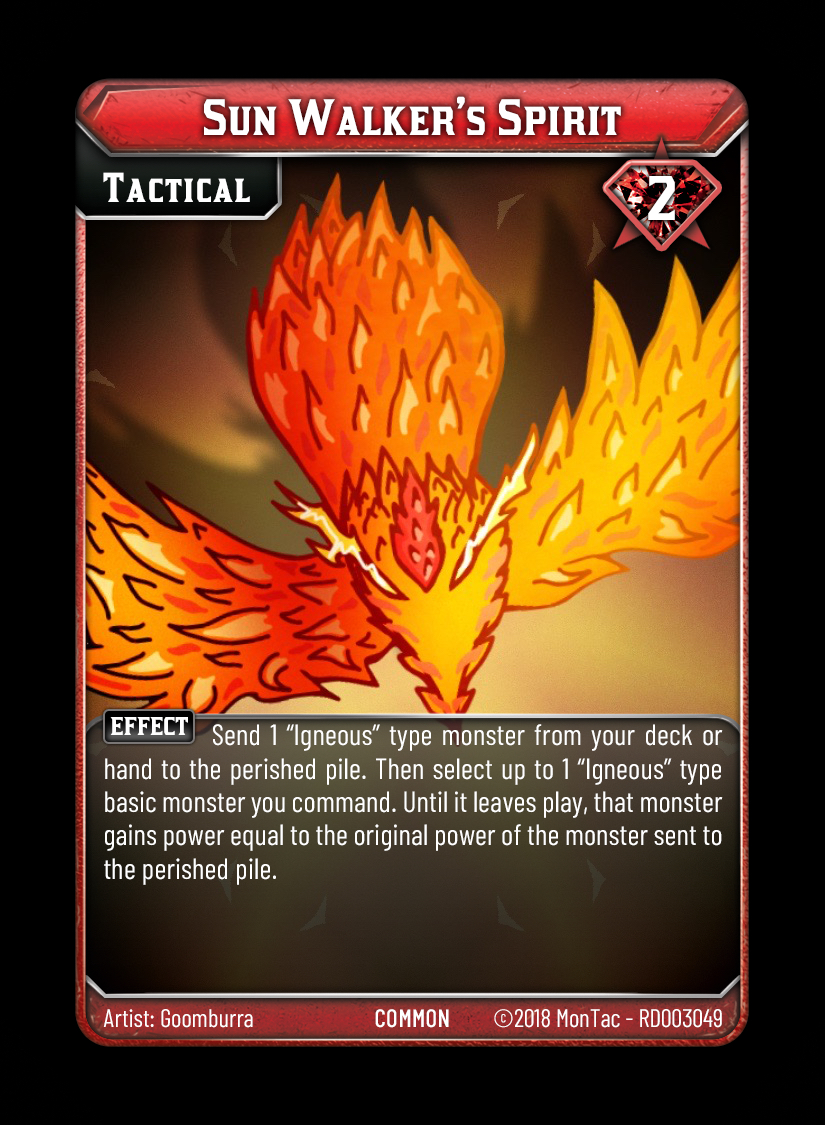 Sun Walker's Spirit
Tactical
2
EFFECT Send 1 “Igneous” type monster from your deck or
hand to the perished pile. Then select up to 1 “Igneous” type
basic monster you command. Until it leaves play, that monster
gains power equal to the original power of the monster sent to
the perished pile.
Artist: Goomburra COMMON ©2018 MonTac - RD003049